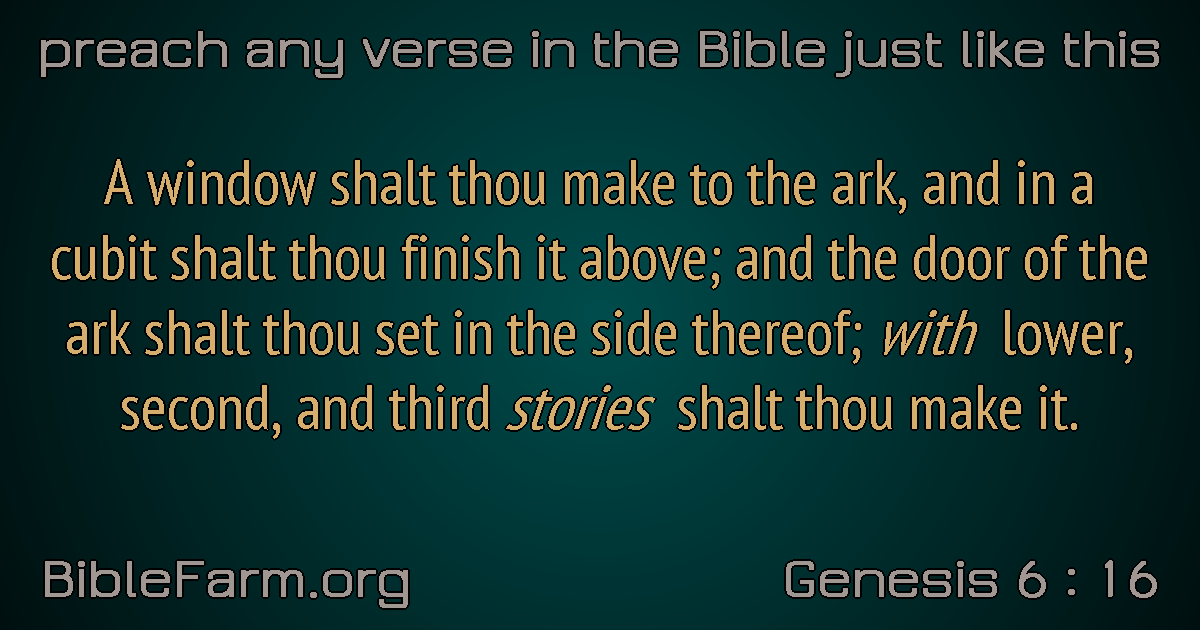 preach any verse in the Bible just like this
A window shalt thou make to the ark, and in a
cubit shalt thou finish it above; and the door of the
ark shalt thou set in the side thereof; with lower,
second, and third stories shalt thou make it.
BibleFarm.org
Genesis 6 : 16